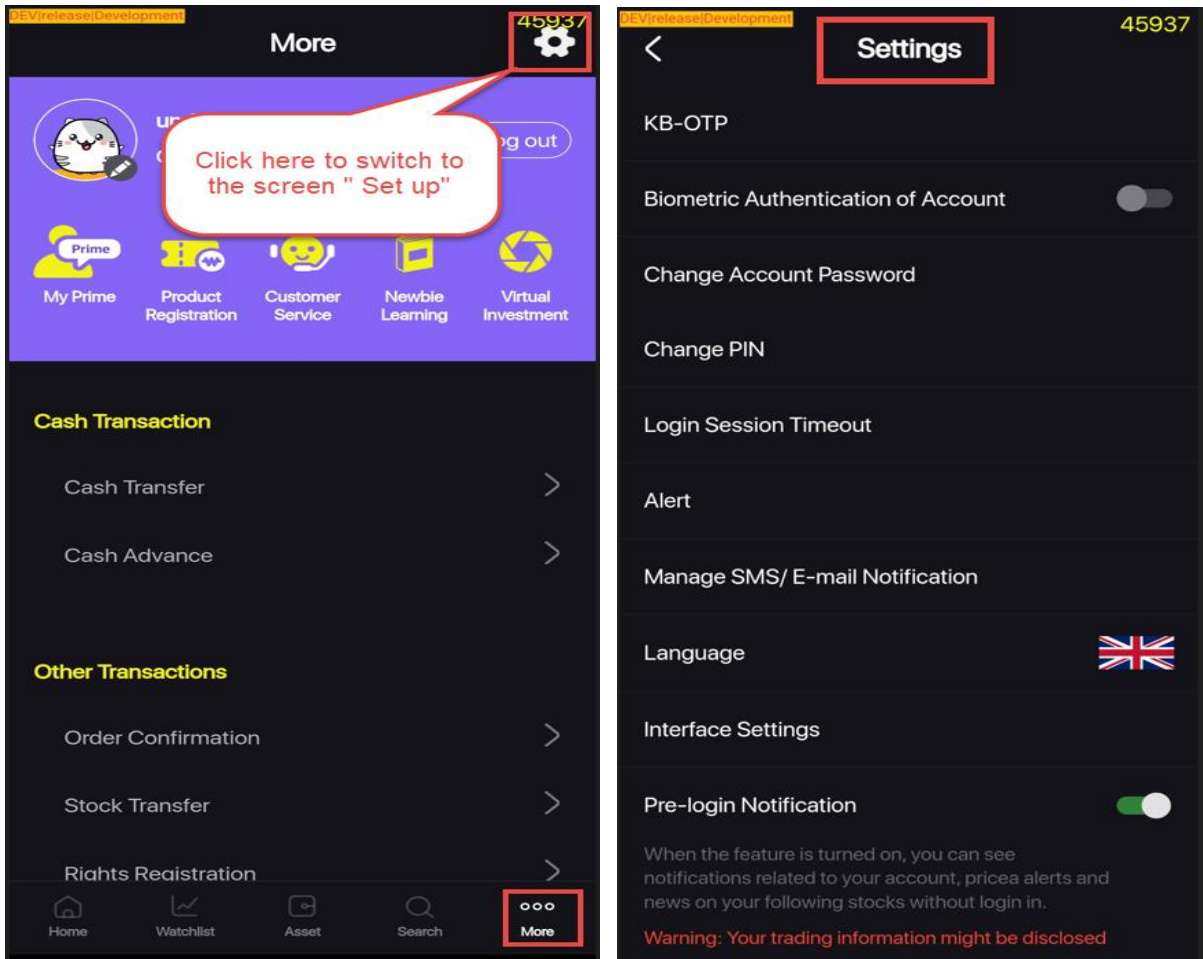 DEV|release|Development
45937
More
Click here to switch to
the screen " Set up"
og out
Prime
My Prime
Product
Registration
Customer
Service
Newbie
Learning
Virtual
Investment
Cash Transaction
Cash Transfer
Cash Advance
Other Transactions
Order Confirmation
Stock Transfer
Rights Registration
Home
Watchlist
Asset
Search
More
DEV|release|Development
45937
Settings
KB-OTP
Biometric Authentication of Account
Change Account Password
Change PIN
Login Session Timeout
Alert
Manage SMS/ E-mail Notification
Language
Interface Settings
Pre-login Notification
When the feature is turned on, you can see
notifications related to your account, pricea alerts and
news on your following stocks without login in.
Warning: Your trading information might be disclosed